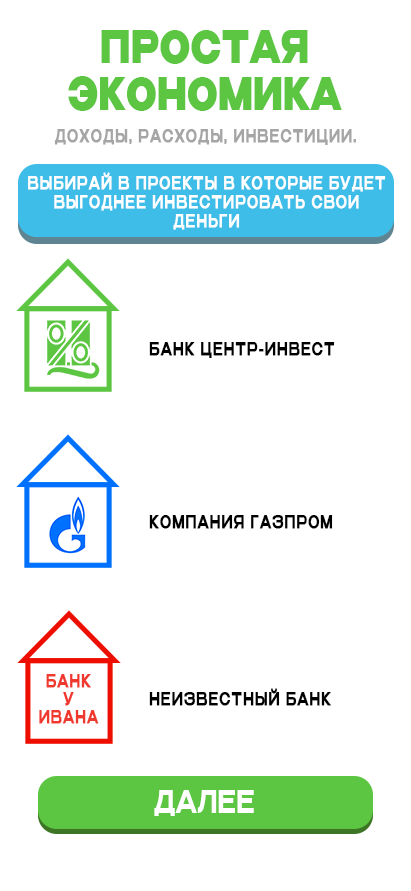 ПРОСТАЯ
ЭКОНОМИКА
ДОХОДЫ, РАСХОДЫ, ИНВЕСТИЦИИ.
ВЫБИРАЙ В ПРОЕКТЫ В КОТОРЫЕ БУДЕТ
ВЫГОДНЕЕ ИНВЕСТИРОВАТЬ СВОИ
ДЕНЬГИ
БАНК ЦЕНТР-ИНВЕСТ
КОМПАНИЯ ГАЗПРОМ
БАНК
У
ИВАНА
НЕИЗВЕСТНЫЙ БАНК
ДАЛЕЕ